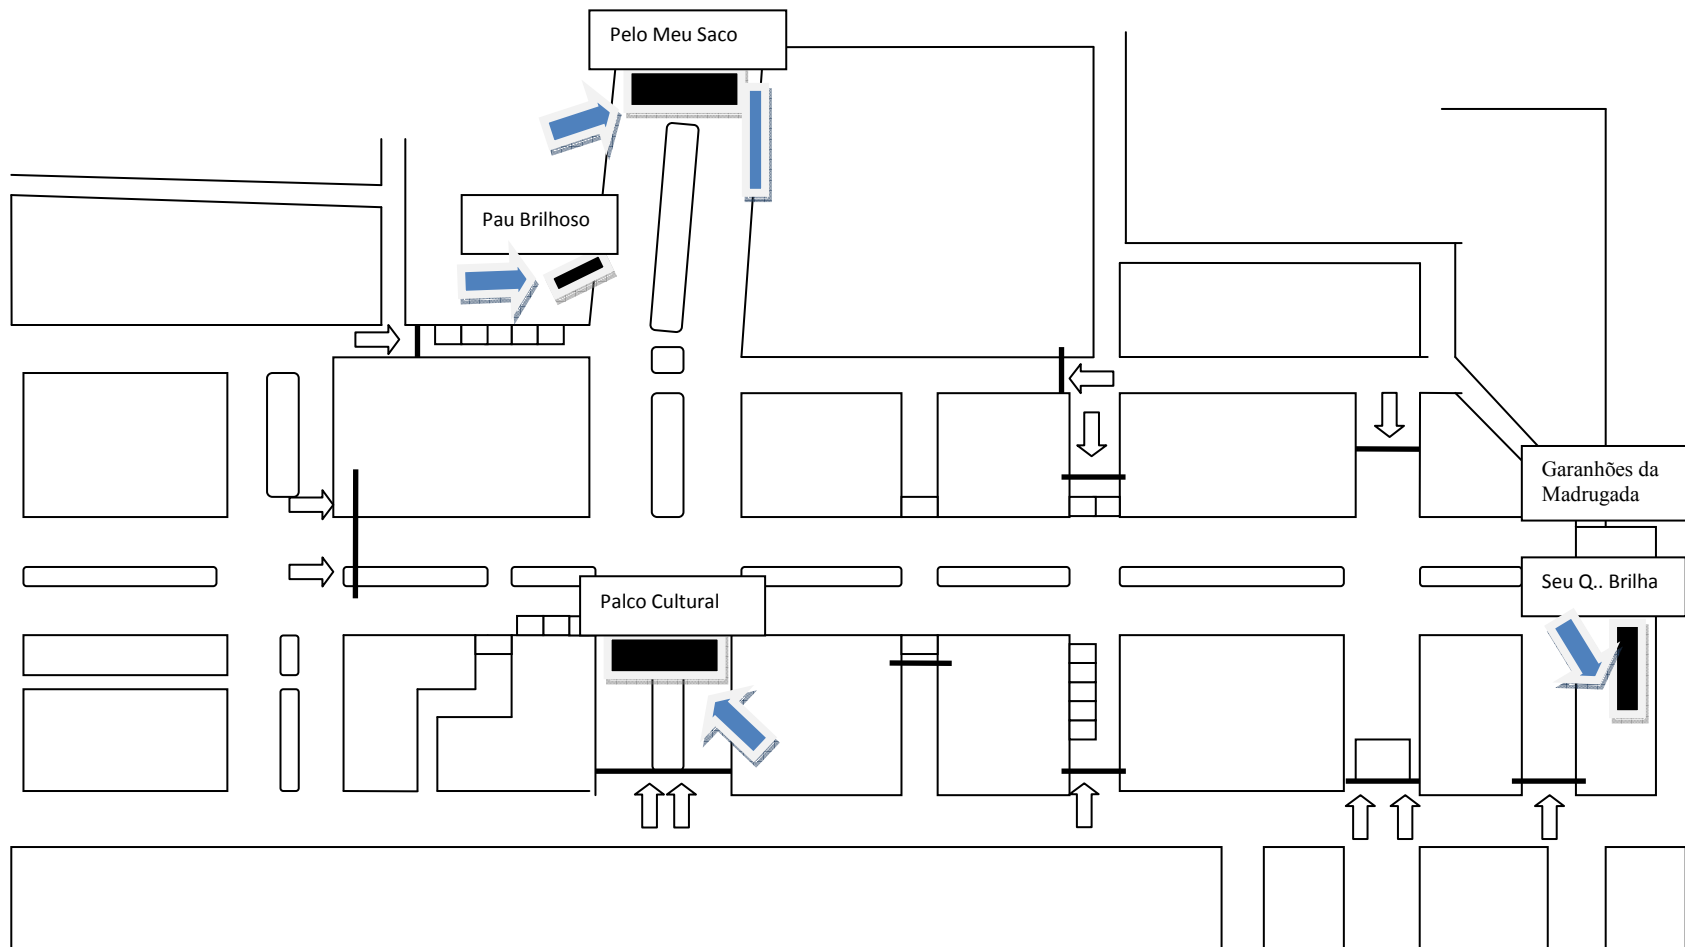 Pelo Meu Saco
Pau Brilhoso
Garanhões da
Madrugada
Seu Q.. Brilha
Palco Cultural